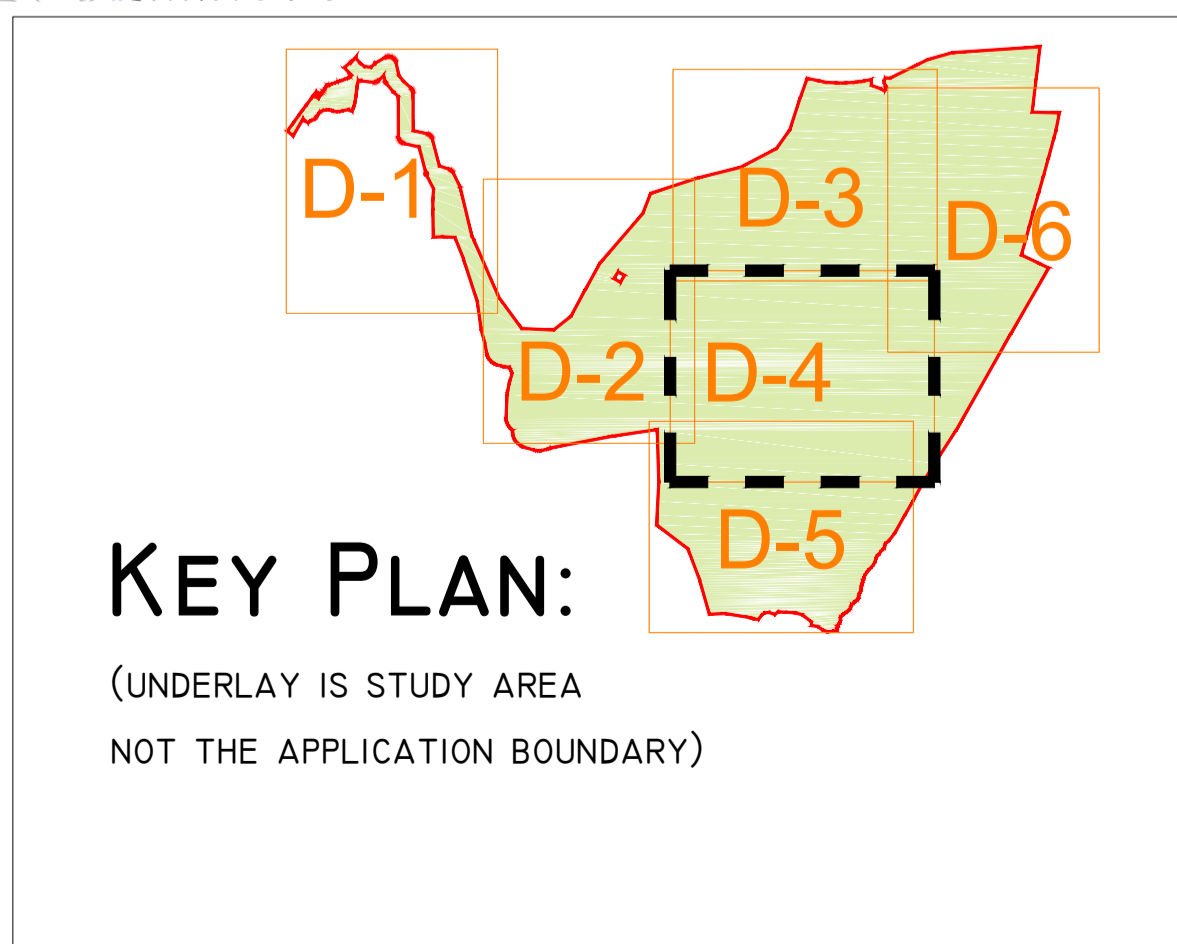 D-1
D-3
D-6
D-2
D-4
D-5
KEY PLAN:
(UNDERLAY IS STUDY AREA
NOT THE APPLICATION BOUNDARY)